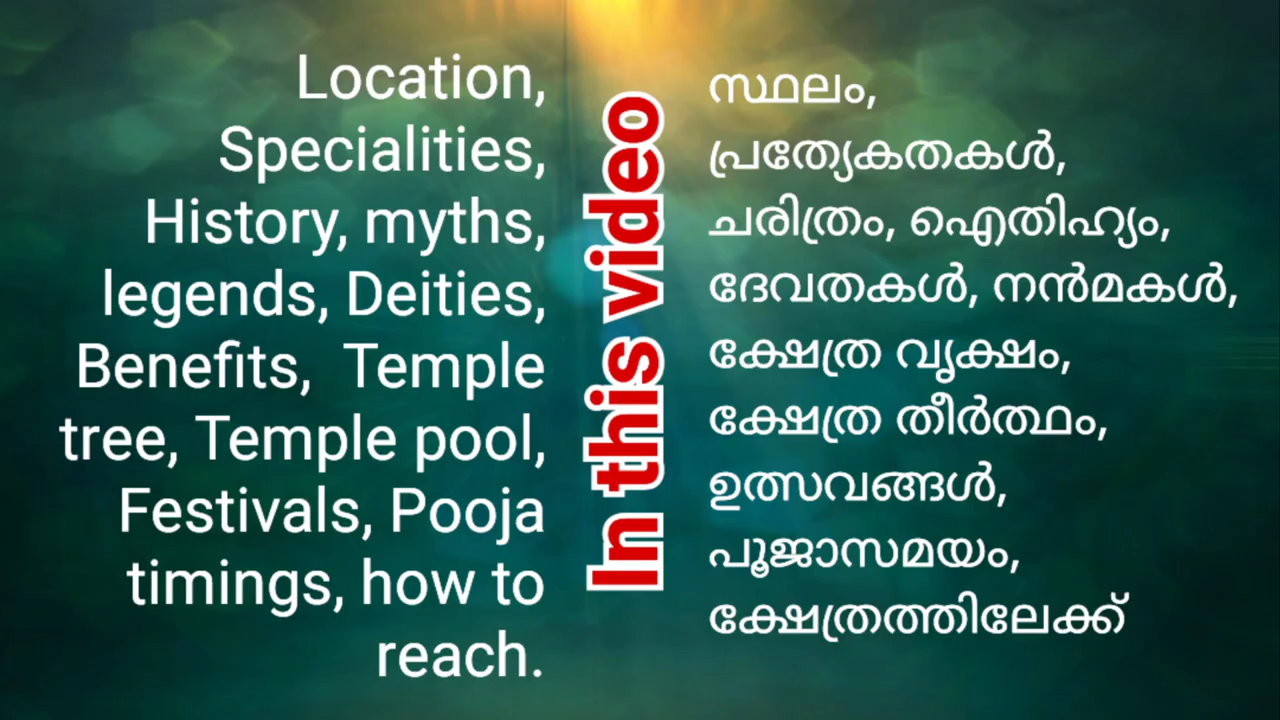 Location,
Specialities,
History, myths,
legends, Deities,
Benefits, Temple
tree, Temple pool,
Festivals, Pooja
timings, how to
reach.
In this video
സ്ഥലം,
പ്രത്യേകതകൾ,
ചരിത്രം, ഐതിഹ്യം,
ദേവതകൾ, നൻമകൾ,
ക്ഷേത്ര വൃക്ഷം,
ക്ഷേത്ര തീർത്ഥം,
ഉത്സവങ്ങൾ,
പൂജാസമയം,
ക്ഷേത്രത്തിലേക്ക്